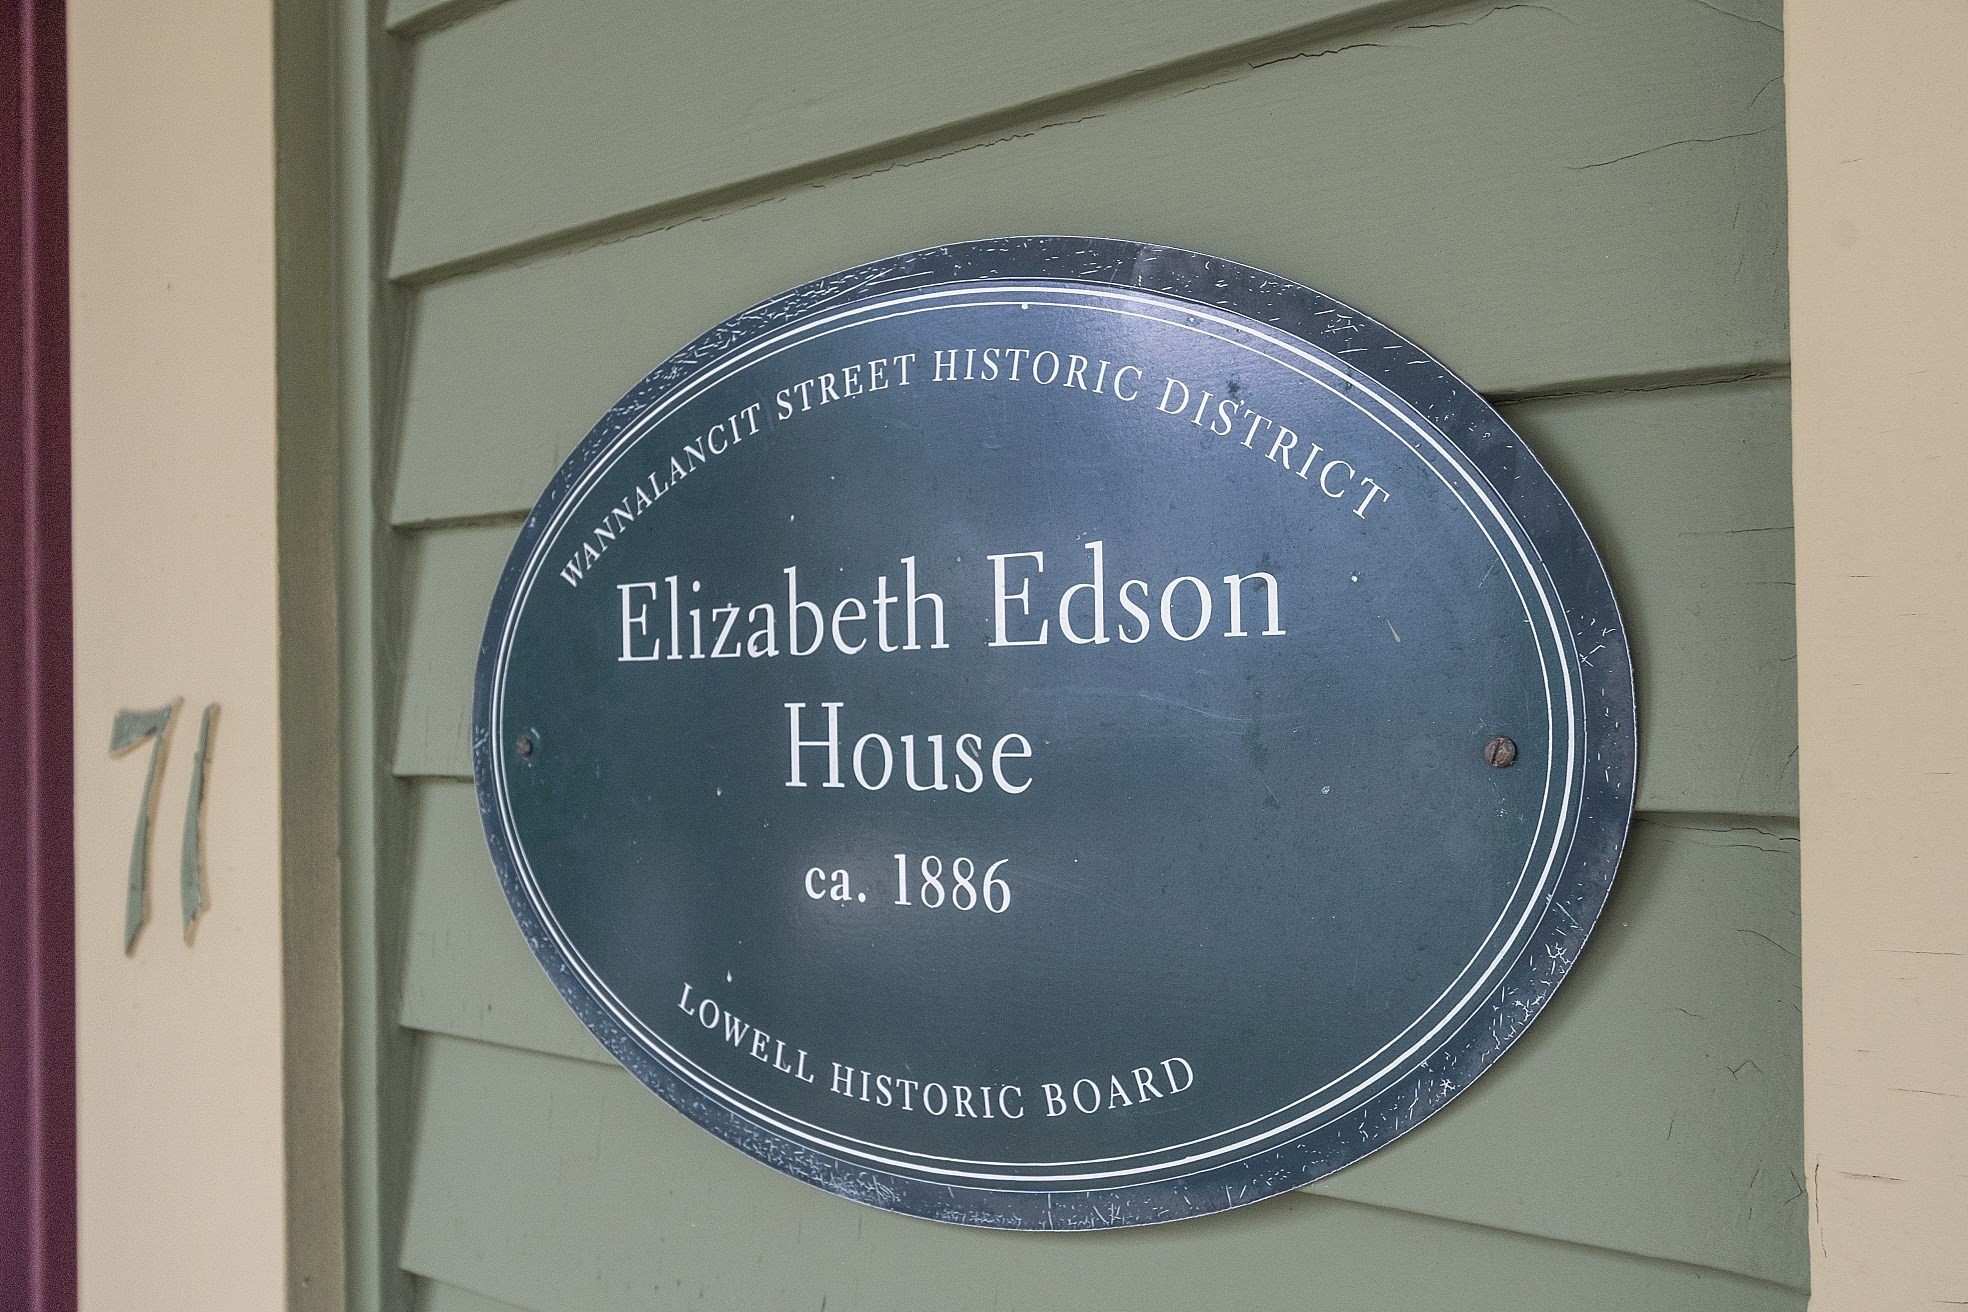 71
WANNALANCIT STREET HISTORIC DISTRICT
Elizabeth Edson
House
ca. 1886
LOWELL HISTORIC BOARD